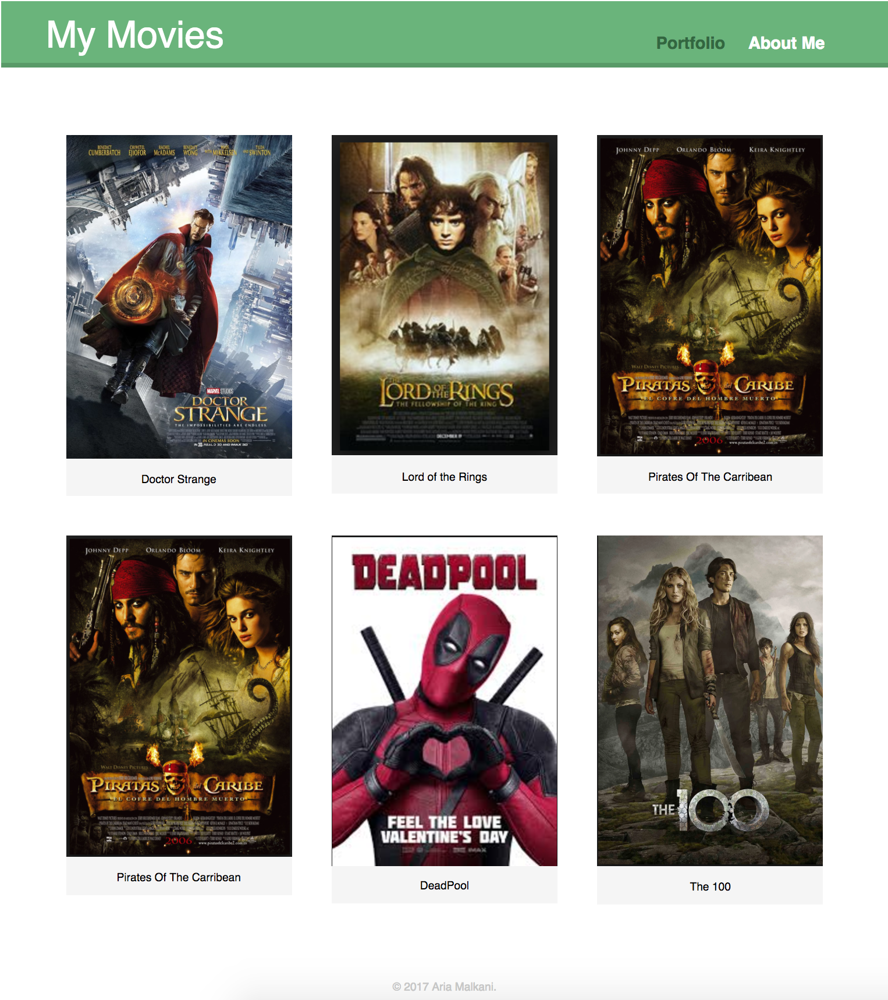 My Movies
Portfolio About Me
BENEDICT CUMBERBATCH CHIWETEL EJIOFOR RACHEL McADAMS BENEDICT WONG WITH MADS MIKKELSEN AND TILDA SWINTON
MARVEL STUDIOS
DOCTOR
STRANGE
THE IMPOSSIBILITIES ARE ENDLESS.
IN CINEMAS SOON
IN 3D, REAL D 3D AND IMAX 3D
Doctor Strange
THE
LORD OF THE RINGS
THE FELLOWSHIP OF THE RING
DECEMBER 19
Lord of the Rings
JOHNNY DEPP ORLANDO BLOOM KEIRA KNIGHTLEY
WALT DISNEY PICTURES
PIRATAS del CARIBE
EL COFRE DEL HOMBRE MUERTO
2006 www.piratasdelcaribe2.com.es
Pirates Of The Carribean
JOHNNY DEPP ORLANDO BLOOM KEIRA KNIGHTLEY
WALT DISNEY PICTURES
PIRATAS del CARIBE
EL COFRE DEL HOMBRE MUERTO
2006 www.piratasdelcaribe2.com.es
Pirates Of The Carribean
DEADPOOL
FEEL THE LOVE
VALENTINE'S DAY
IMAX
DeadPool
THE 100
The 100
© 2017 Aria Malkani.